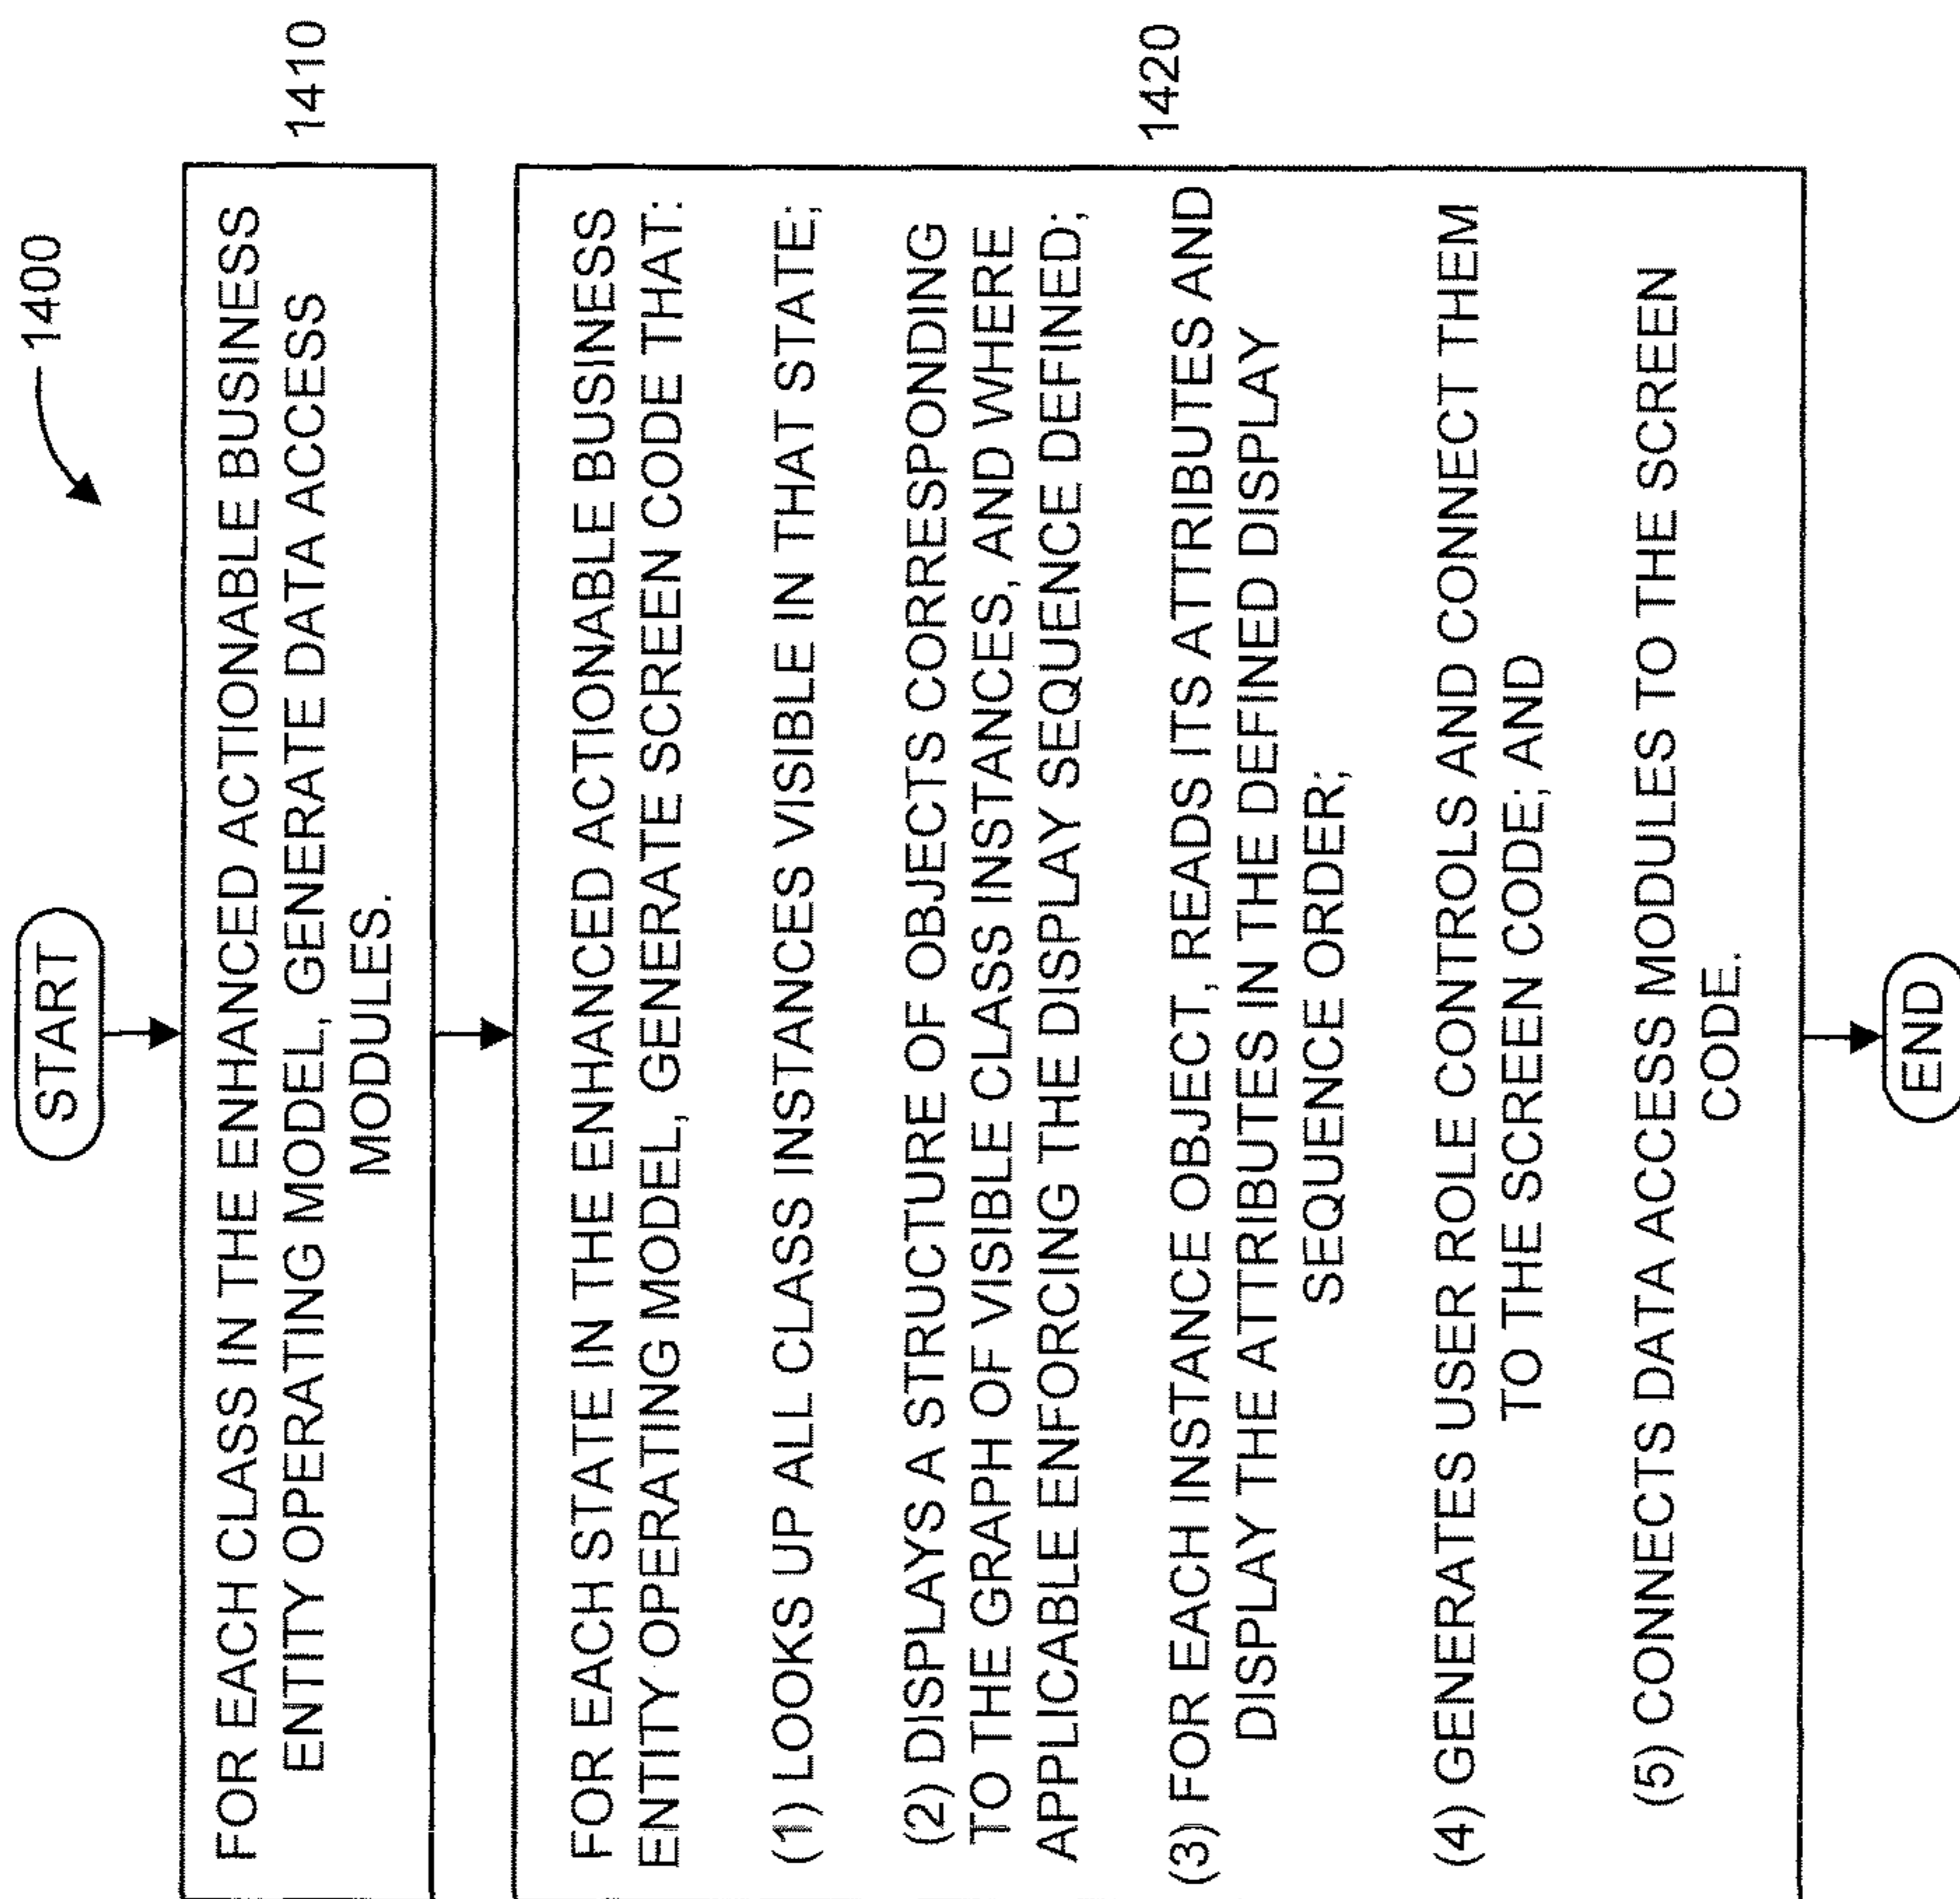 1400
START
FOR EACH CLASS IN THE ENHANCED ACTIONABLE BUSINESS
ENTITY OPERATING MODEL, GENERATE DATA ACCESS
MODULES.
1410
FOR EACH STATE IN THE ENHANCED ACTIONABLE BUSINESS
ENTITY OPERATING MODEL, GENERATE SCREEN CODE THAT:
(1) LOOKS UP ALL CLASS INSTANCES VISIBLE IN THAT STATE;
(2) DISPLAYS A STRUCTURE OF OBJECTS CORRESPONDING
TO THE GRAPH OF VISIBLE CLASS INSTANCES, AND WHERE
APPLICABLE ENFORCING THE DISPLAY SEQUENCE DEFINED;
(3) FOR EACH INSTANCE OBJECT, READS ITS ATTRIBUTES AND
DISPLAY THE ATTRIBUTES IN THE DEFINED DISPLAY
SEQUENCE ORDER;
(4) GENERATES USER ROLE CONTROLS AND CONNECT THEM
TO THE SCREEN CODE; AND
(5) CONNECTS DATA ACCESS MODULES TO THE SCREEN
CODE.
1420
END